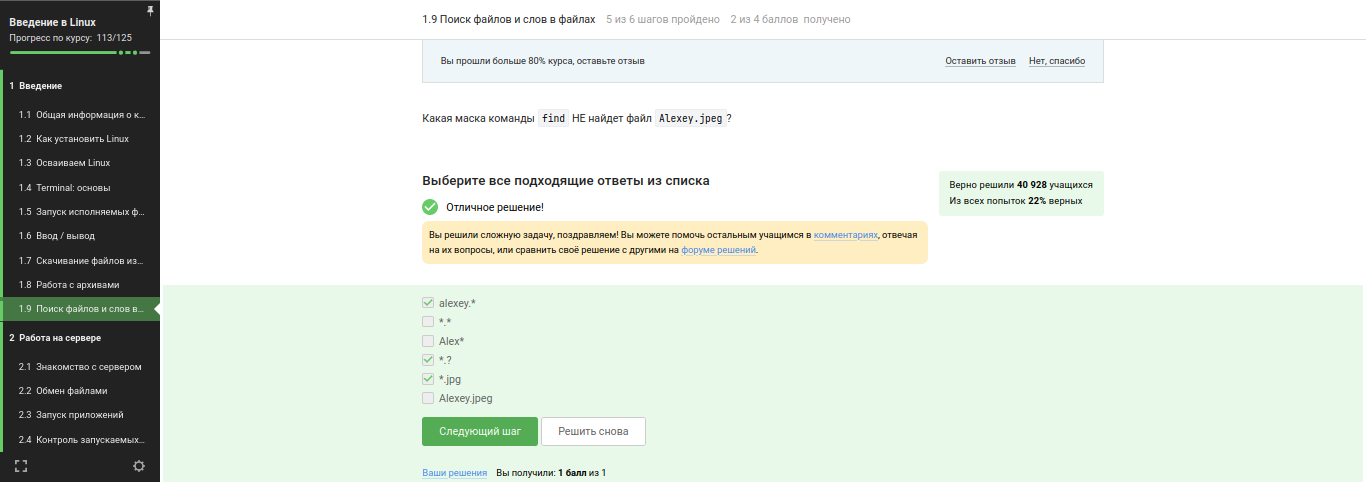 Введение в Linux
Прогресс по курсу: 113/125
1 Введение
1.1 Общая информация о к...
1.2 Как установить Linux
1.3 Осваиваем Linux
1.4 Terminal: основы
1.5 Запуск исполняемых ф...
1.6 Ввод / вывод
1.7 Скачивание файлов из...
1.8 Работа с архивами
1.9 Поиск файлов и слов в...
2 Работа на сервере
2.1 Знакомство с сервером
2.2 Обмен файлами
2.3 Запуск приложений
2.4 Контроль запускаемых...
1.9 Поиск файлов и слов в файлах 5 из 6 шагов пройдено 2 из 4 баллов получено
Вы прошли больше 80% курса, оставьте отзыв Оставить отзыв Нет, спасибо
Какая маска команды find НЕ найдет файл Alexey.jpeg ?
Выберите все подходящие ответы из списка
Верно решили 40 928 учащихся
Из всех попыток 22% верных
Отличное решение!
Вы решили сложную задачу, поздравляем! Вы можете помочь остальным учащимся в комментариях, отвечая
на их вопросы, или сравнить своё решение с другими на форуме решений.
alexey.*
*.*
Alex*
*.?
*.jpg
Alexey.jpeg
Следующий шаг Решить снова
Ваши решения Вы получили: 1 балл из 1